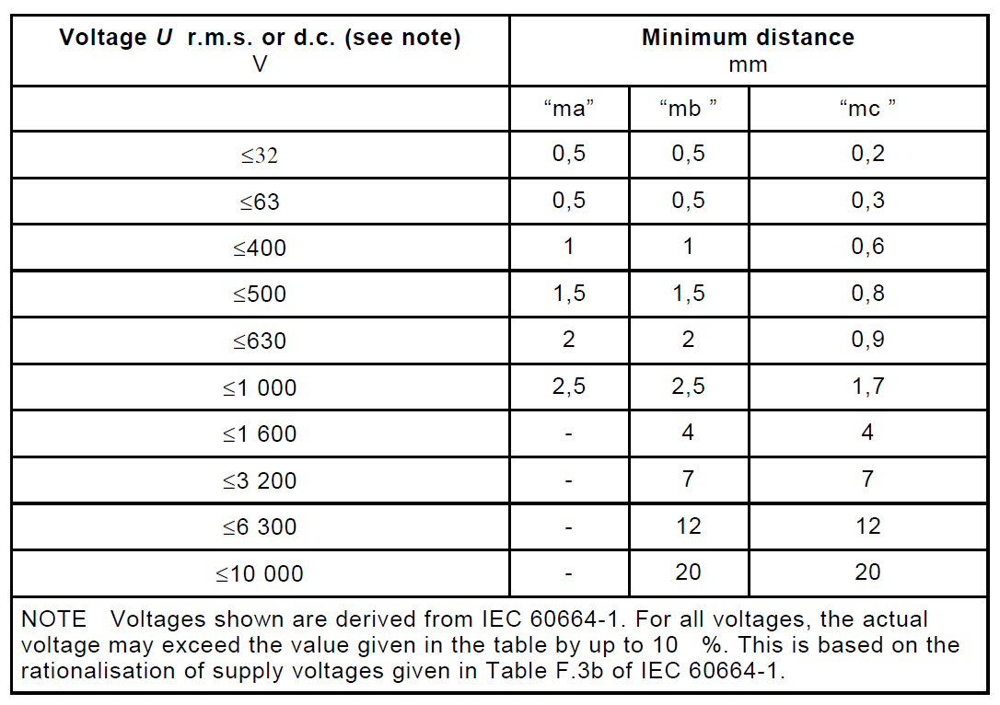 Voltage U r.m.s. or d.c. (see note) Minimum distance
V mm
“ma” “mb ” “mc ”
≤32 0,5 0,5 0,2
≤63 0,5 0,5 0,3
≤400 1 1 0,6
≤500 1,5 1,5 0,8
≤630 2 2 0,9
≤1 000 2,5 2,5 1,7
≤1 600 - 4 4
≤3 200 - 7 7
≤6 300 - 12 12
≤10 000 - 20 20
NOTE Voltages shown are derived from IEC 60664-1. For all voltages, the actual
voltage may exceed the value given in the table by up to 10 %. This is based on the
rationalisation of supply voltages given in Table F.3b of IEC 60664-1.